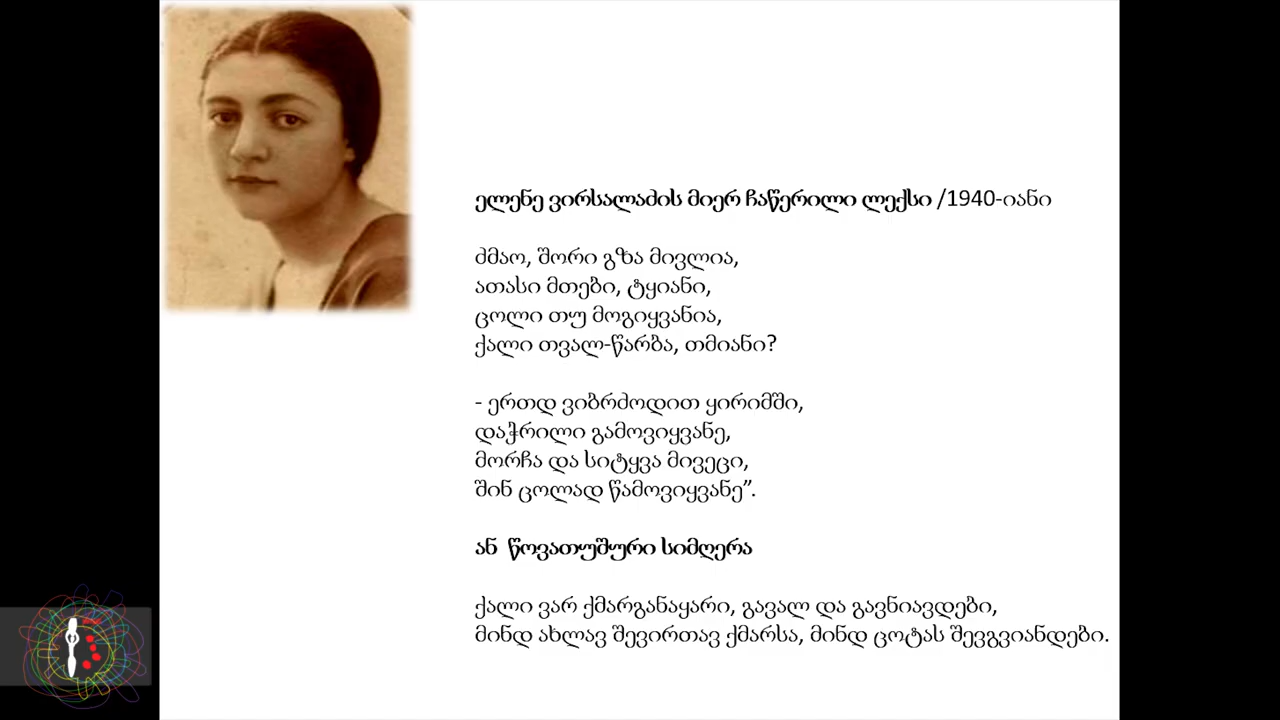 ელენე ვირსალაძის მიერ ჩაწერილი ლექსი /1940-იანი
ძმაო, შორი გზა მივლია,
ათასი მთები, ტყიანი,
ცოლი თუ მოგიყვანია,
ქალი თვალ-წარბა, თმიანი?
- ერთდ ვიბრძოდით ყირიმში,
დაჭრილი გამოვიყვანე,
მორჩა და სიტყვა მივეცი,
შინ ცოლად წამოვიყვანე”.
ან წოვათუშური სიმღერა
ქალი ვარ ქმარგანაყარი, გავალ და გავნიავდები,
მინდ ახლავ შევირთავ ქმარსა, მინდ ცოტას შევგვიანდები.